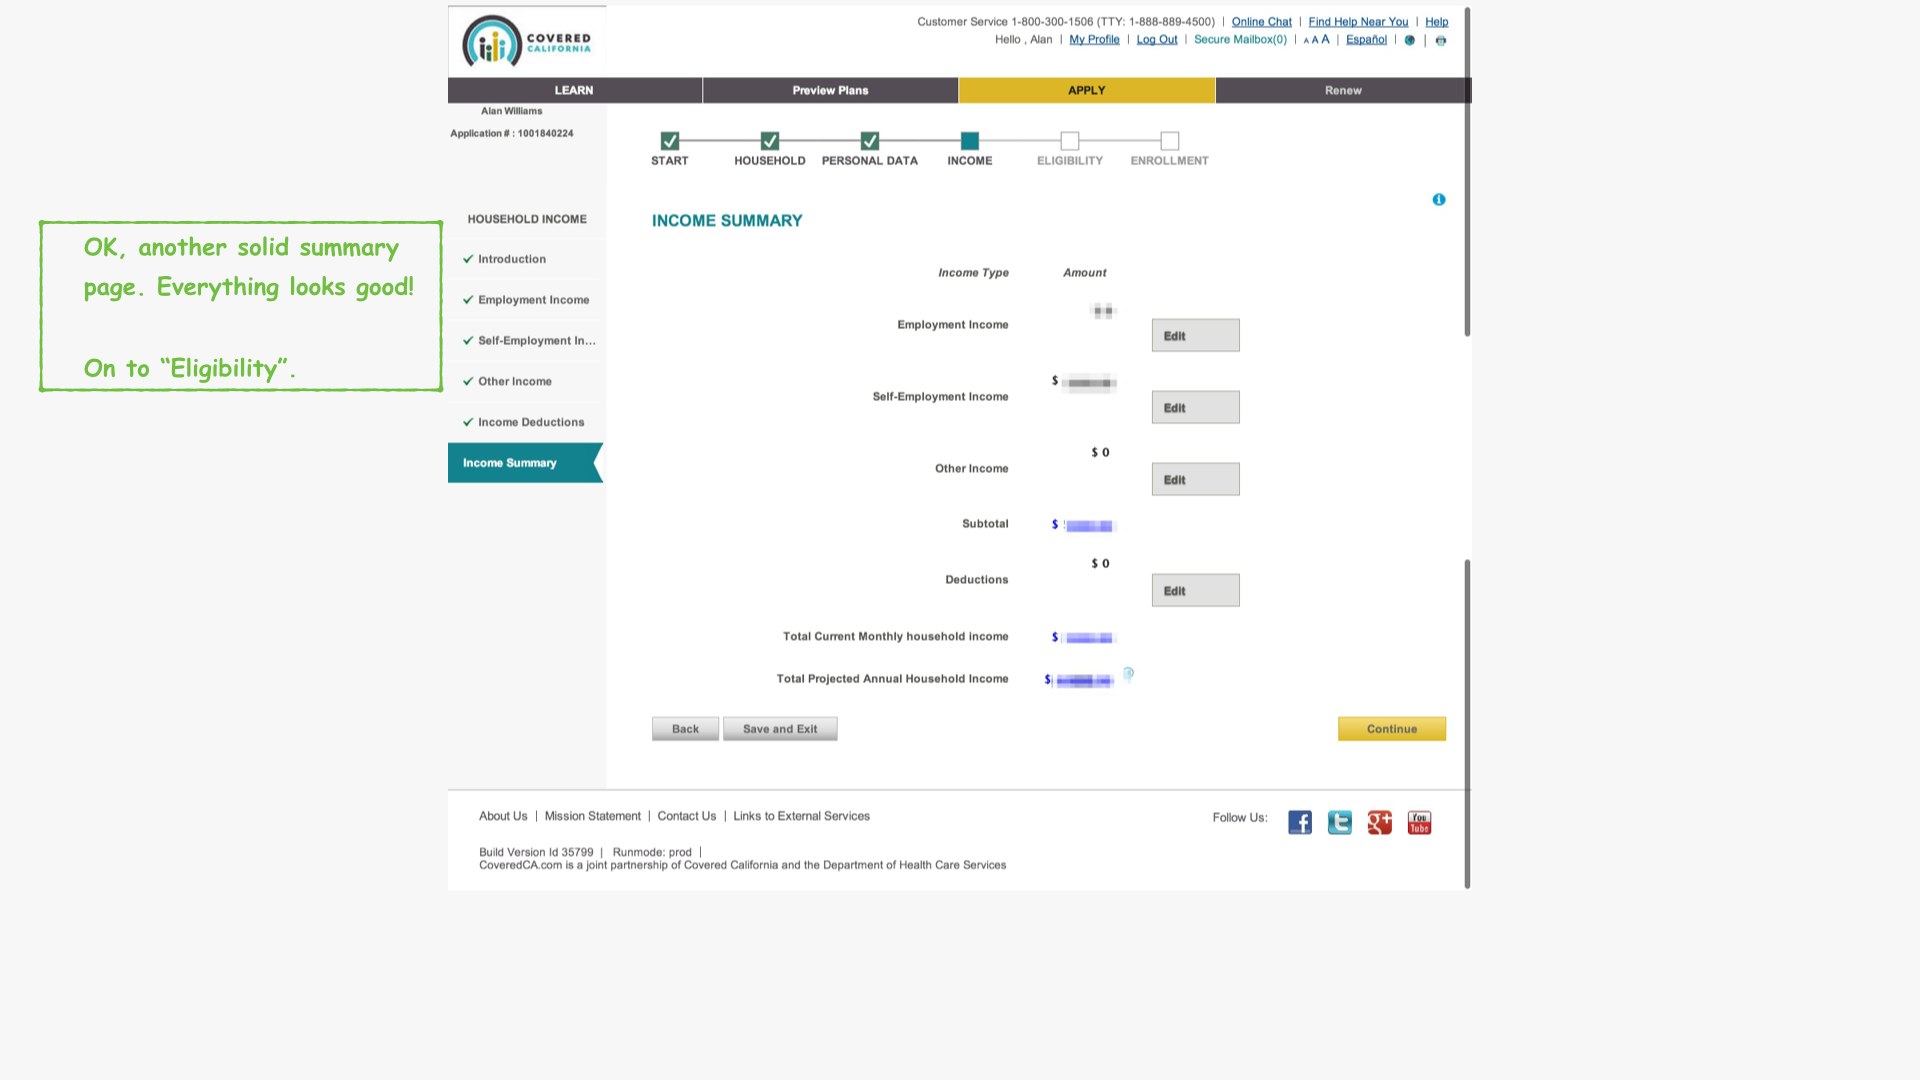 Customer Service 1-800-300-1506 (TTY: 1-888-889-4500) | Online Chat | Find Help Near You | Help
Hello , Alan | My Profile | Log Out | Secure Mailbox(0) | A A A | Español |
COVERED
CALIFORNIA
LEARN
Preview Plans
APPLY
Renew
Alan Williams
Application # : 1001840224
START
HOUSEHOLD
PERSONAL DATA
INCOME
ELIGIBILITY
ENROLLMENT
OK, another solid summary
page. Everything looks good!
On to “Eligibility”.
HOUSEHOLD INCOME
Introduction
Employment Income
Self-Employment In...
Other Income
Income Deductions
Income Summary
INCOME SUMMARY
Income Type Amount
Employment Income
Edit
Self-Employment Income $
Edit
Other Income $ 0
Edit
Subtotal $
Deductions $ 0
Edit
Total Current Monthly household income $
Total Projected Annual Household Income $
Back
Save and Exit
Continue
About Us | Mission Statement | Contact Us | Links to External Services
Follow Us:
You
Tube
Build Version Id 35799 | Runmode: prod |
CoveredCA.com is a joint partnership of Covered California and the Department of Health Care Services